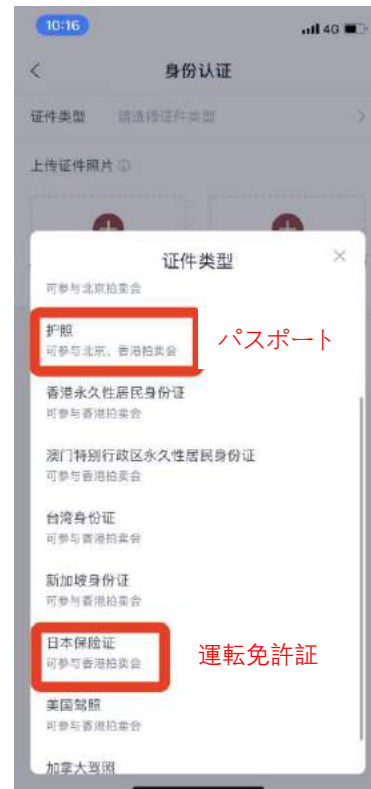 10:16
4G
身份认证
证件类型 请选择证件类型
上传证件照片
证件类型
可参与北京拍卖会
护照
可参与北京、香港拍卖会
パスポート
香港永久性居民身份证
可参与香港拍卖会
澳门特别行政区永久性居民身份证
可参与香港拍卖会
台湾身份证
可参与香港拍卖会
新加坡身份证
可参与香港拍卖会
日本保险证
可参与香港拍卖会
運転免許証
美国驾照
可参与香港拍卖会
加拿大驾照